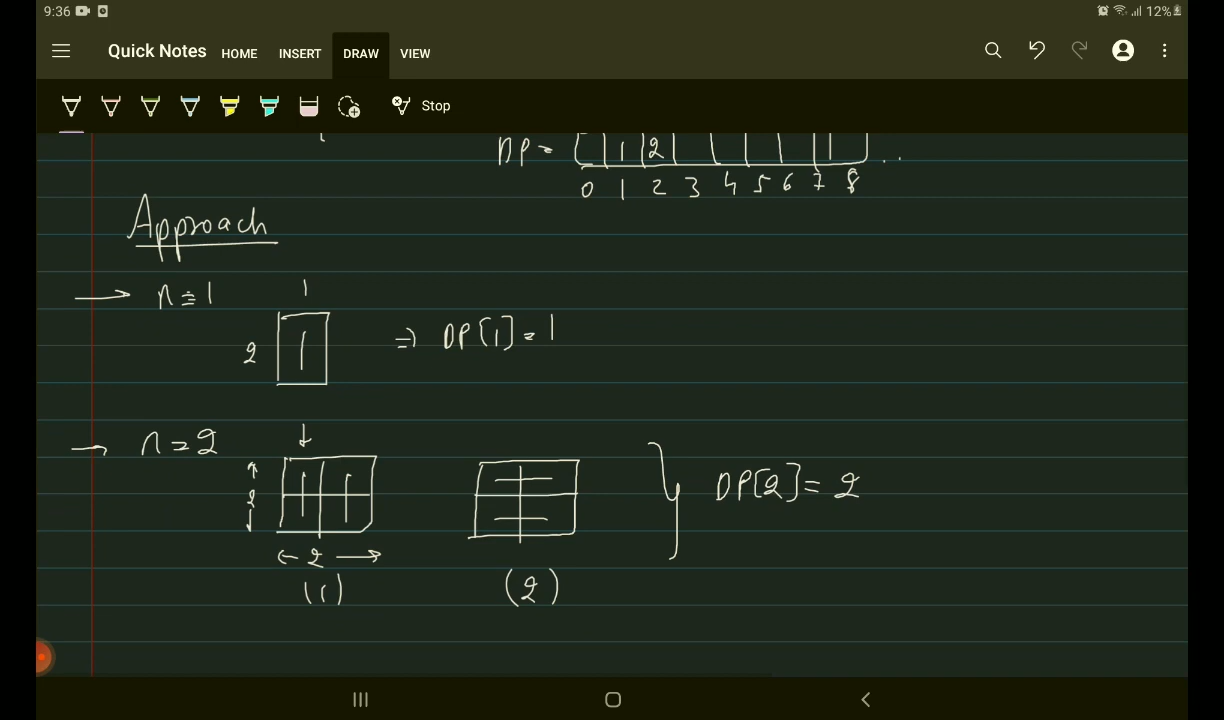 9:36 12%
Quick Notes HOME INSERT DRAW VIEW
Stop
DP = 1 2 ..
0 1 2 3 4 5 6 7 8
Approach
→ n = 1
1
2 ⇒ DP[1] = 1
→ n = 2
2 DP[2] = 2
← 2 →
(1) (2)